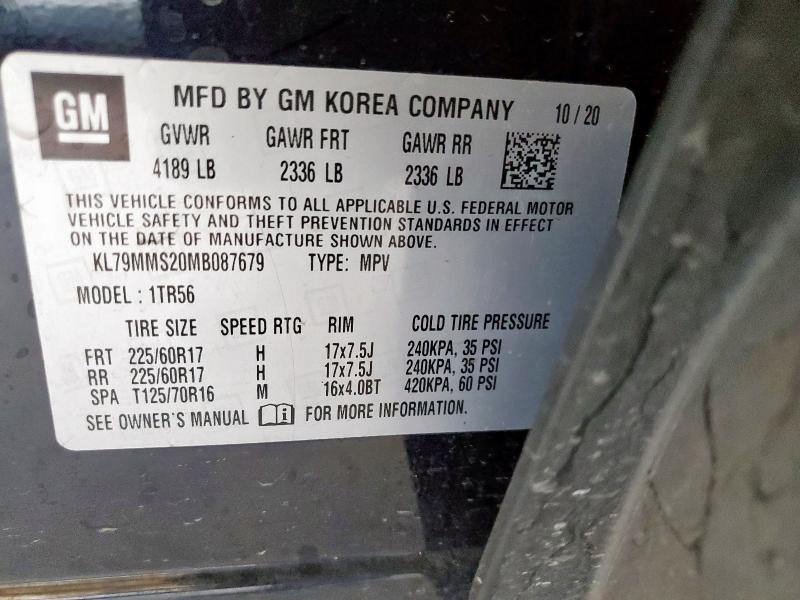 GM
MFD BY GM KOREA COMPANY 10 / 20
GVWR GAWR FRT GAWR RR
4189 LB 2336 LB 2336 LB
THIS VEHICLE CONFORMS TO ALL APPLICABLE U.S. FEDERAL MOTOR
VEHICLE SAFETY AND THEFT PREVENTION STANDARDS IN EFFECT
ON THE DATE OF MANUFACTURE SHOWN ABOVE.
KL79MMS20MB087679 TYPE: MPV
MODEL : 1TR56
TIRE SIZE SPEED RTG RIM COLD TIRE PRESSURE
FRT 225/60R17 H 17x7.5J 240KPA, 35 PSI
RR 225/60R17 H 17x7.5J 240KPA, 35 PSI
SPA T125/70R16 M 16x4.0BT 420KPA, 60 PSI
SEE OWNER'S MANUAL i FOR MORE INFORMATION.